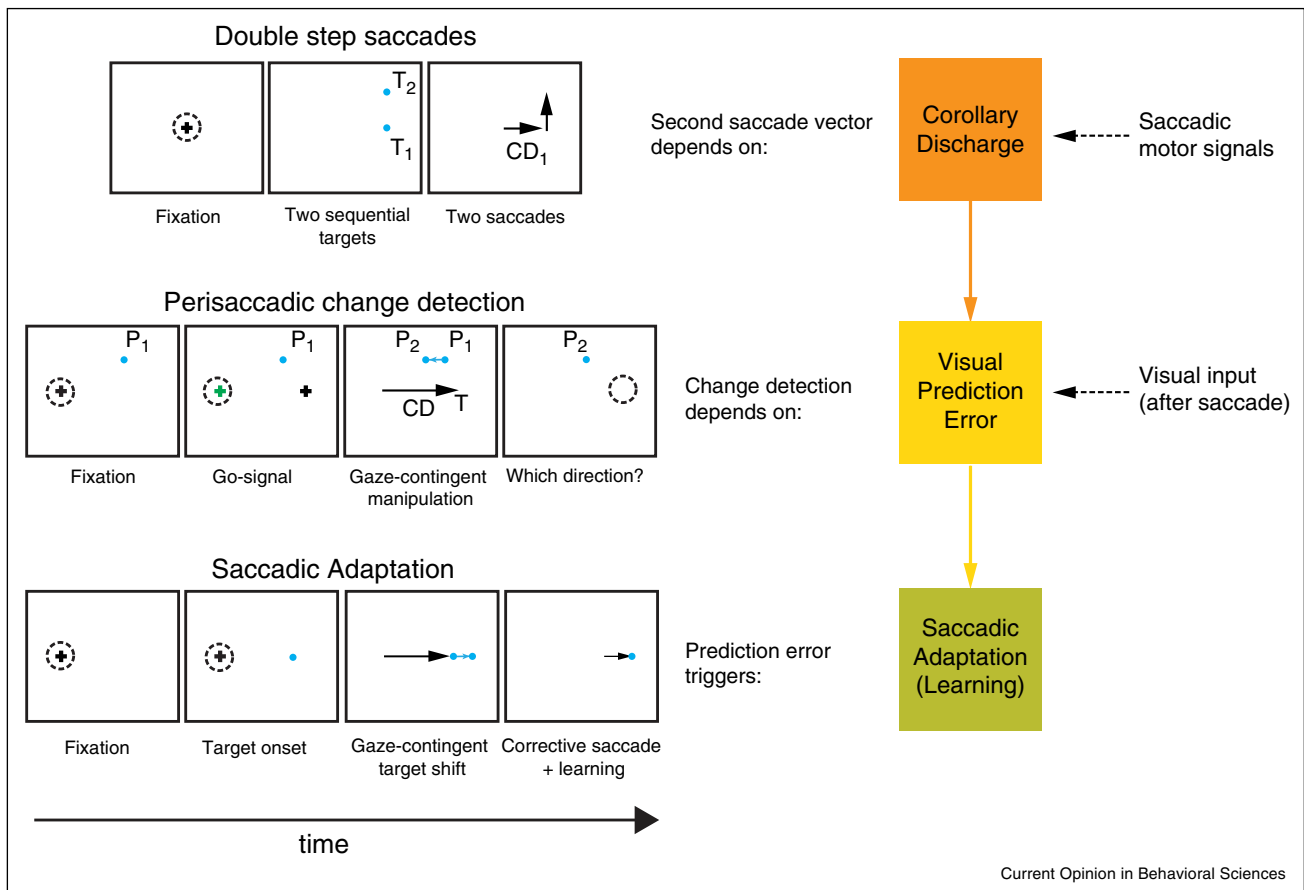 Double step saccades
T2
T1
CD1
Fixation
Two sequential
targets
Two saccades
Second saccade vector
depends on:
Corollary
Discharge
Saccadic
motor signals
Perisaccadic change detection
P1
P1
P2 P1
CD T
P2
Fixation
Go-signal
Gaze-contingent
manipulation
Which direction?
Change detection
depends on:
Visual
Prediction
Error
Visual input
(after saccade)
Saccadic Adaptation
Fixation
Target onset
Gaze-contingent
target shift
Corrective saccade
+ learning
Prediction error
triggers:
Saccadic
Adaptation
(Learning)
time
Current Opinion in Behavioral Sciences